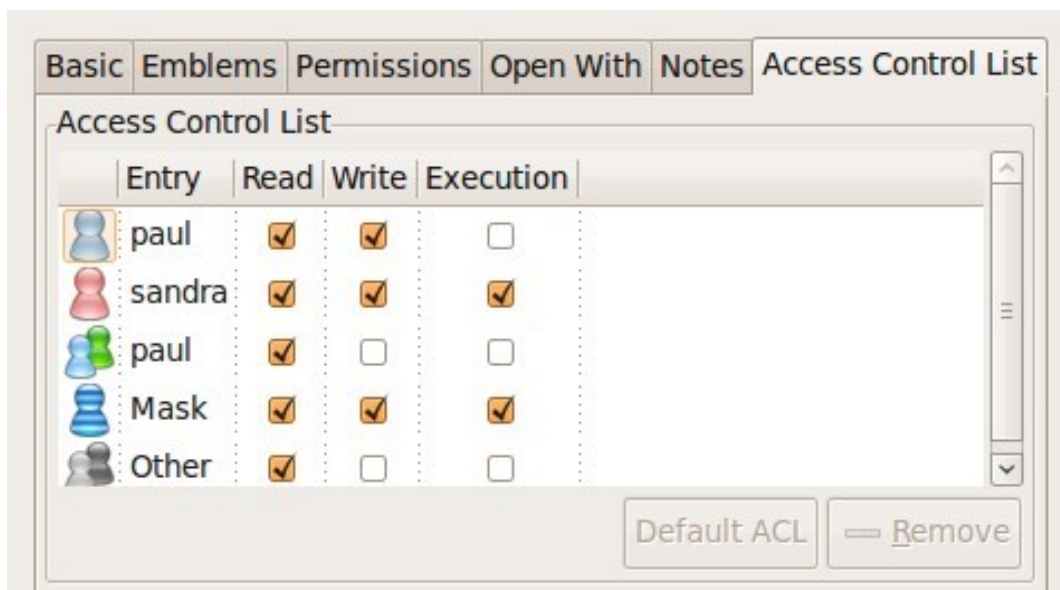 Basic Emblems Permissions Open With Notes Access Control List
Access Control List
Entry Read Write Execution
paul
sandra
paul
Mask
Other
Default ACL Remove